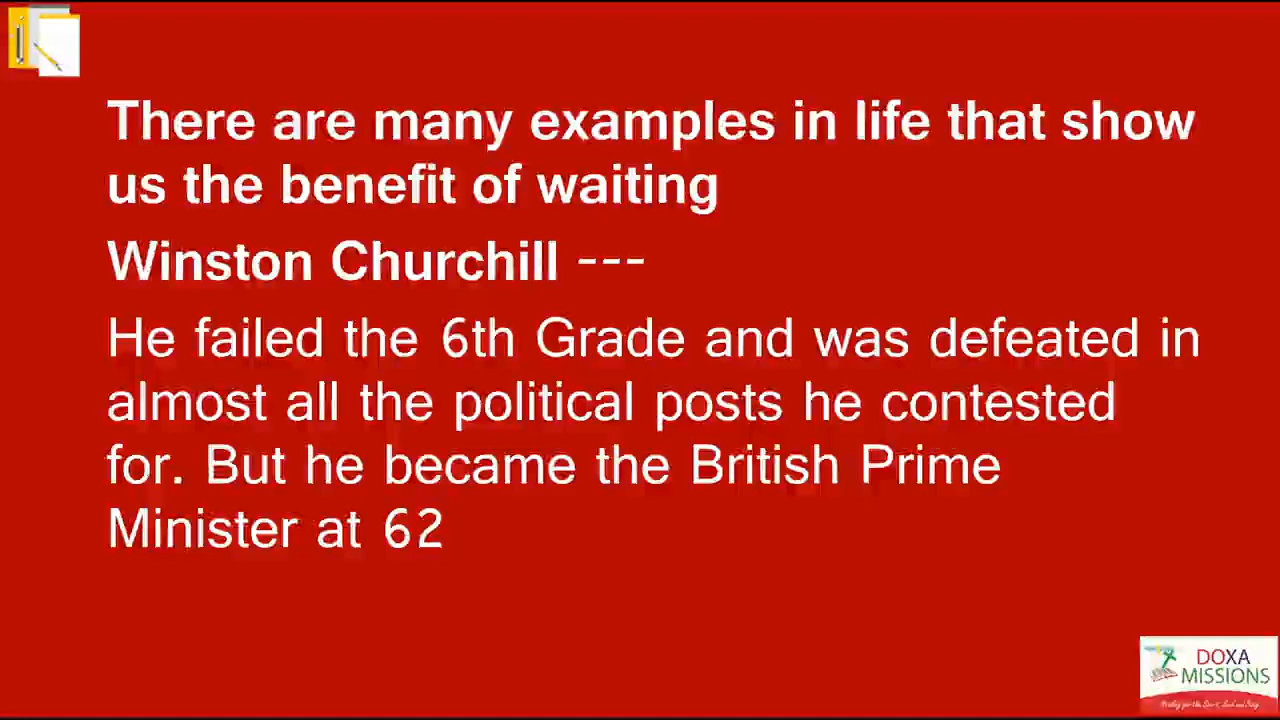 There are many examples in life that show
us the benefit of waiting
Winston Churchill ---
He failed the 6th Grade and was defeated in
almost all the political posts he contested
for. But he became the British Prime
Minister at 62
DOXA
MISSIONS